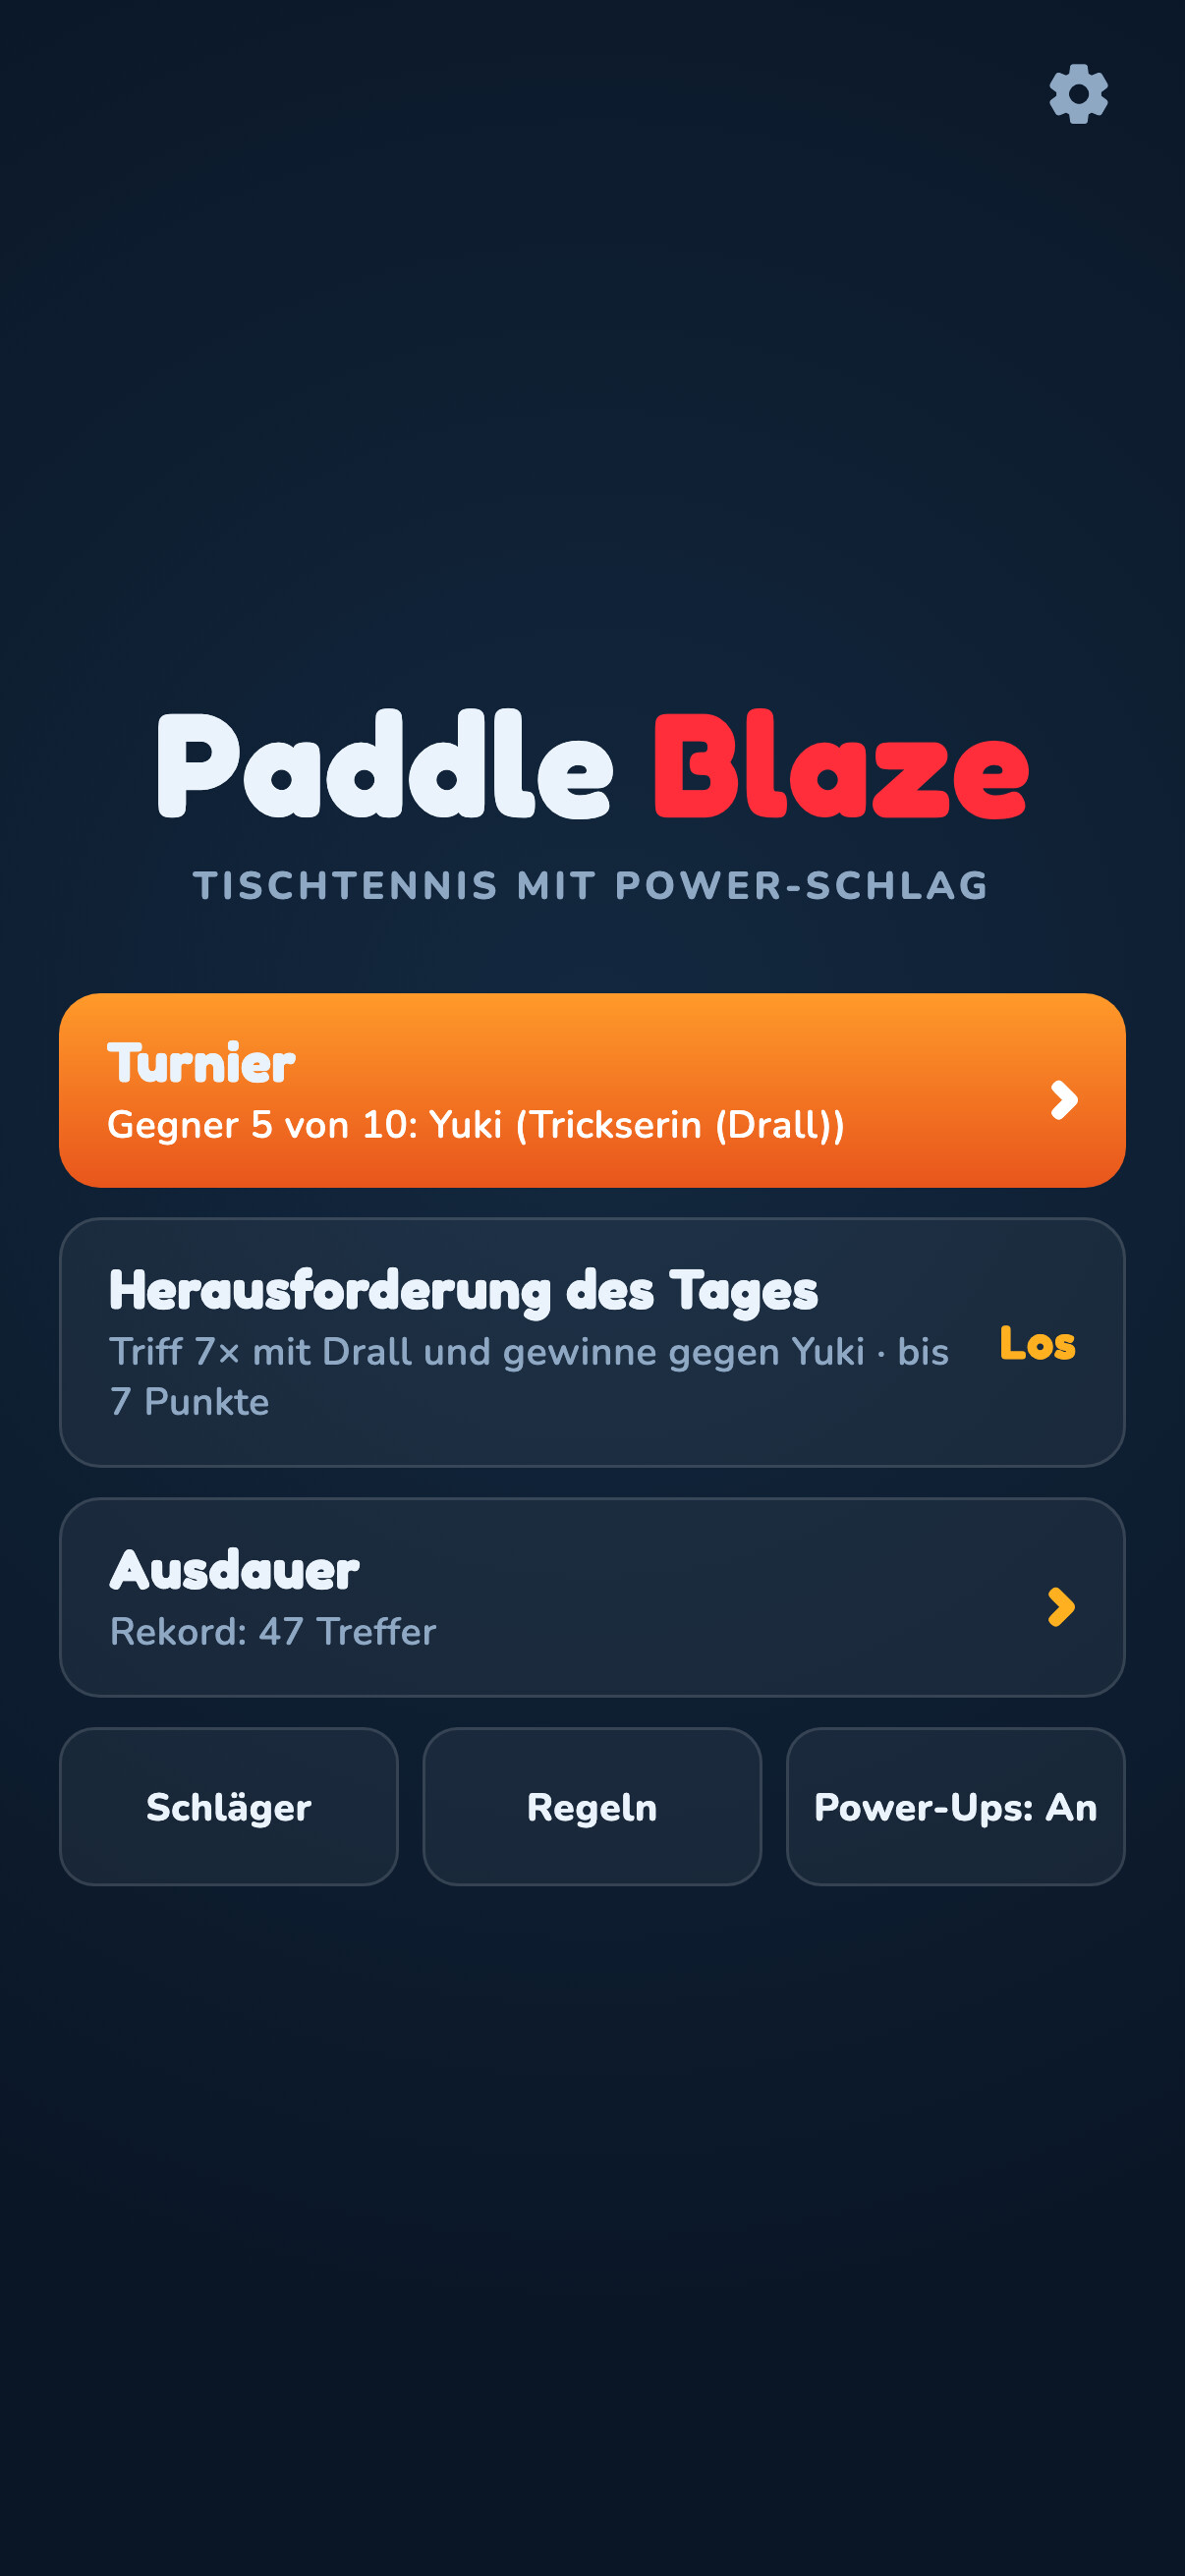 Paddle Blaze
TISCHTENNIS MIT POWER-SCHLAG
Turnier
Gegner 5 von 10: Yuki (Trickserin (Drall))
Herausforderung des Tages
Triff 7× mit Drall und gewinne gegen Yuki · bis
7 Punkte
Los
Ausdauer
Rekord: 47 Treffer
Schläger
Regeln
Power-Ups: An